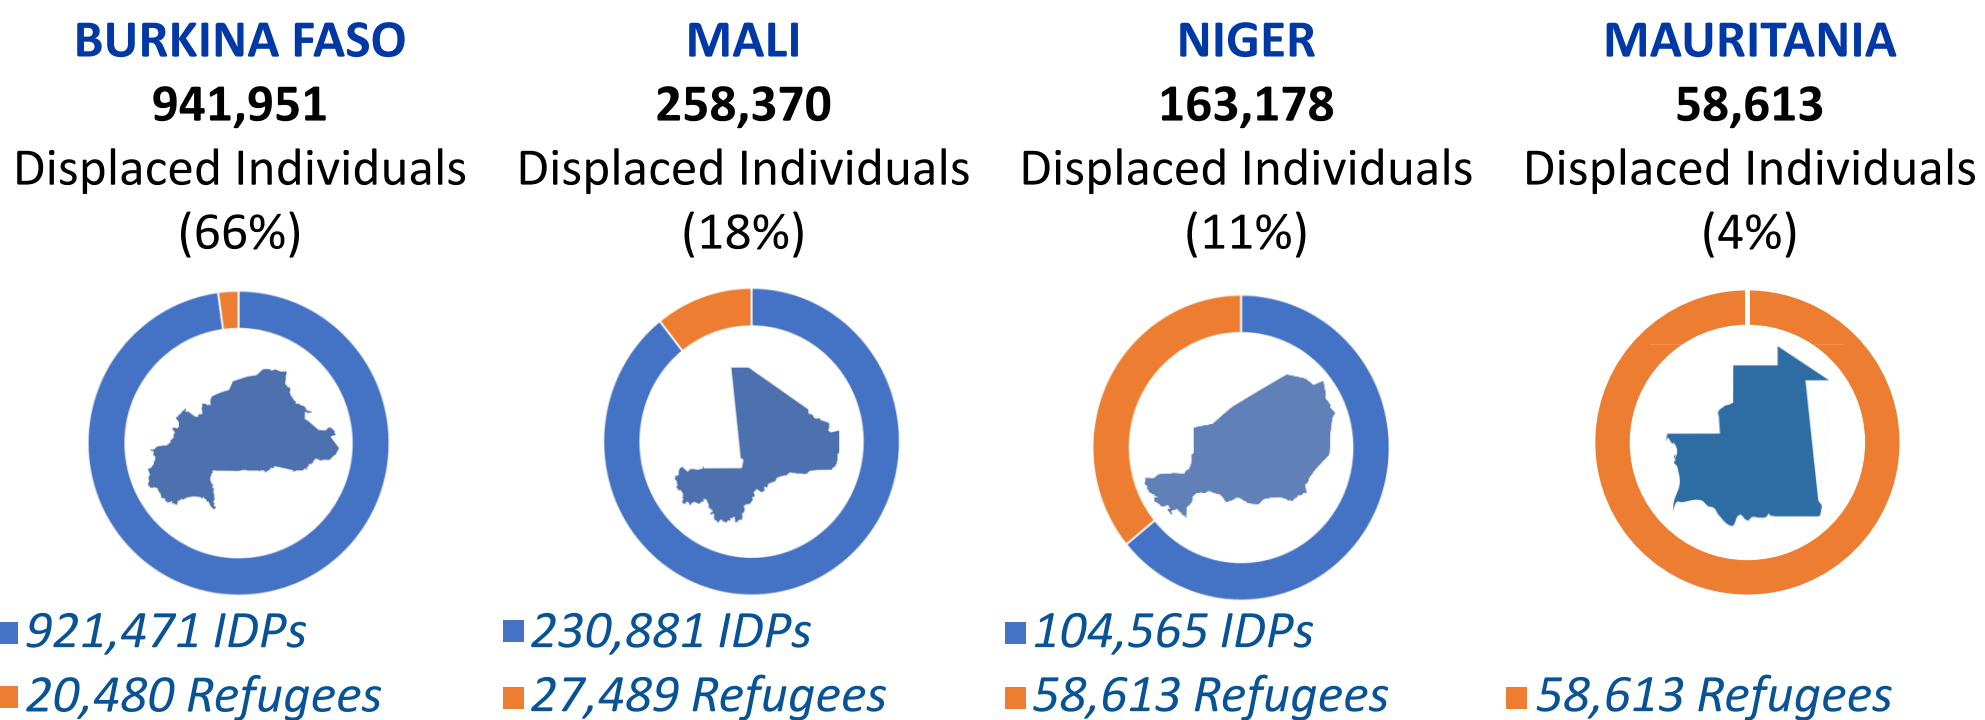 BURKINA FASO
941,951
Displaced Individuals
(66%)
921,471 IDPs
20,480 Refugees
MALI
258,370
Displaced Individuals
(18%)
230,881 IDPs
27,489 Refugees
NIGER
163,178
Displaced Individuals
(11%)
104,565 IDPs
58,613 Refugees
MAURITANIA
58,613
Displaced Individuals
(4%)
58,613 Refugees